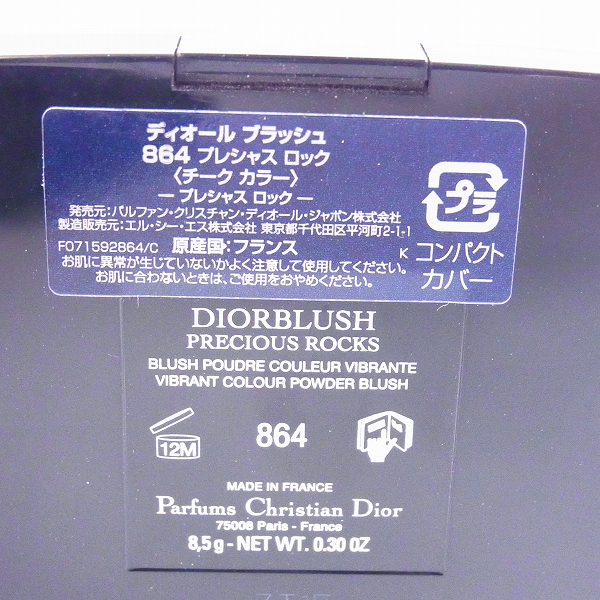 ディオール ブラッシュ
864 プレシャス ロック
〈チーク カラー〉
― プレシャス ロック ―
発売元:パルファン・クリスチャン・ディオール・ジャポン株式会社
製造販売元:エル・シー・エス株式会社 東京都千代田区平河町2-1-1
F071592864/C 原産国:フランス
お肌に異常が生じていないかよく注意して使用してください。
お肌に合わないときは、ご使用をおやめください。
プラ
K コンパクト
カバー
DIORBLUSH
PRECIOUS ROCKS
BLUSH POUDRE COULEUR VIBRANTE
VIBRANT COLOUR POWDER BLUSH
12M
864
MADE IN FRANCE
Parfums Christian Dior
75008 Paris - France
8,5 g - NET WT. 0.30 OZ